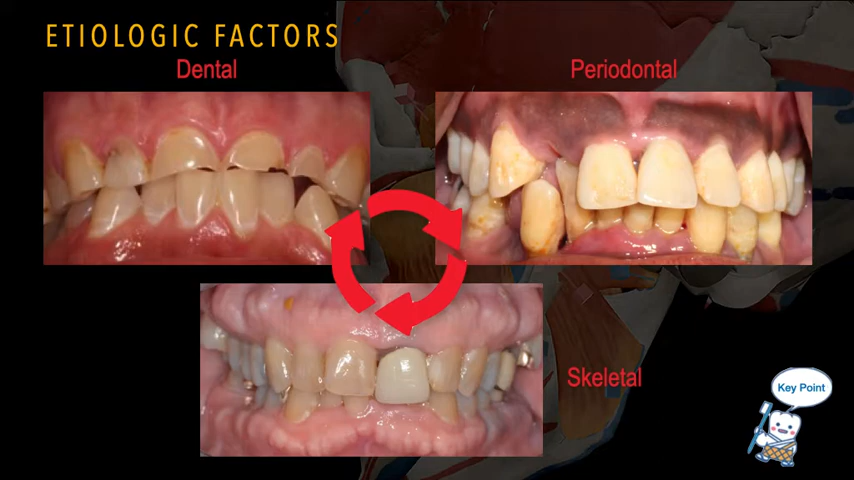 ETIOLOGIC FACTORS
Dental
Periodontal
Skeletal
Key Point